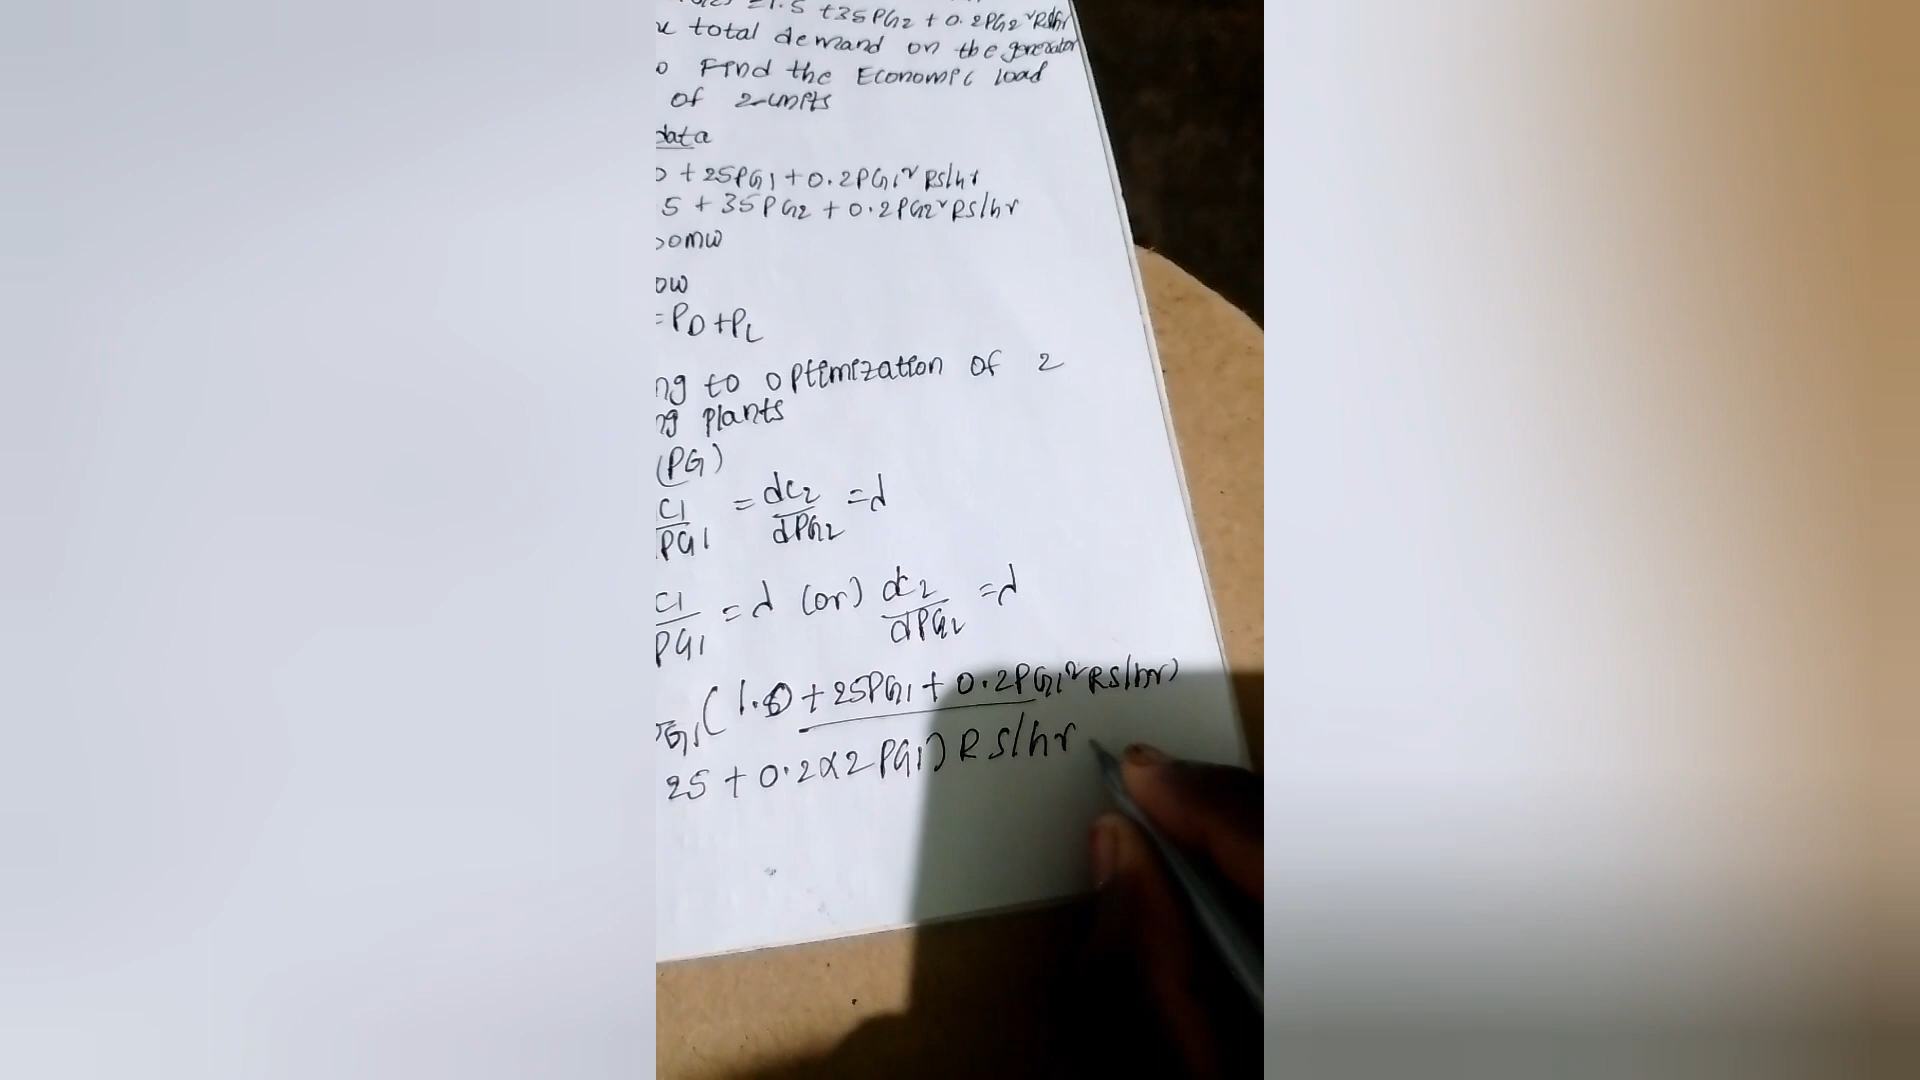 =1.5 +35PG2 + 0.2PG2² RS/hr
total demand on the generator
Find the Economic load
of 2-units
data
+ 25PG1 + 0.2PG1² Rs/hr
5 + 35PG2 + 0.2PG2² RS/hr
0MW
ow
= PD + PL
ng to optimization of 2
ng plants
(PG)
C1/PG1 = dC2/dPG2 = λ
C1/PG1 = λ (or) dC2/dPG2 = λ
PG1 ( 1.0 + 25PG1 + 0.2PG1² RS/hr)
25 + 0.2x2PG1) RS/hr